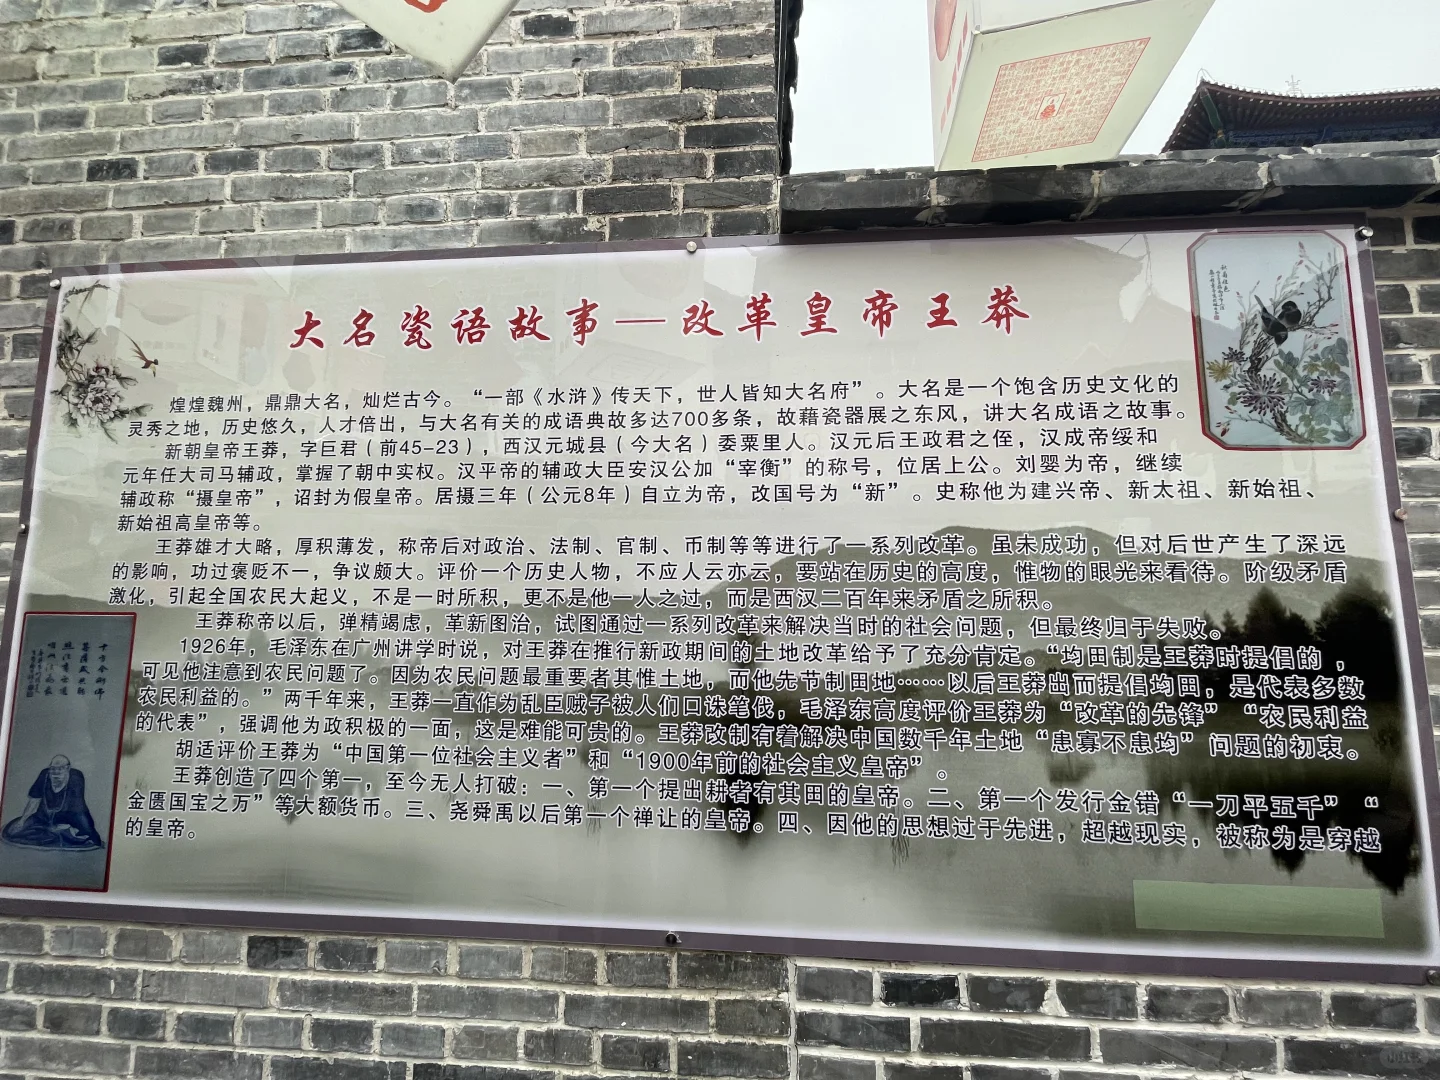 大名瓷语故事——改革皇帝王莽
煌煌魏州，鼎鼎大名，灿烂古今。“一部《水浒》传天下，世人皆知大名府”。大名是一个饱含历史文化的
灵秀之地，历史悠久，人才倍出，与大名有关的成语典故多达700多条，故藉瓷器展之东风，讲大名成语之故事。
新朝皇帝王莽，字巨君（前45-23），西汉元城县（今大名）委粟里人。汉元后王政君之侄，汉成帝绥和
元年任大司马辅政，掌握了朝中实权。汉平帝的辅政大臣安汉公加“宰衡”的称号，位居上公。刘婴为帝，继续
辅政称“摄皇帝”，诏封为假皇帝。居摄三年（公元8年）自立为帝，改国号为“新”。史称他为建兴帝、新太祖、新始祖、
新始祖高皇帝等。
王莽雄才大略，厚积薄发，称帝后对政治、法制、官制、币制等等进行了一系列改革。虽未成功，但对后世产生了深远
的影响，功过褒贬不一，争议颇大。评价一个历史人物，不应人云亦云，要站在历史的高度，惟物的眼光来看待。阶级矛盾
激化，引起全国农民大起义，不是一时所积，更不是他一人之过，而是西汉二百年来矛盾之所积。
王莽称帝以后，弹精竭虑，革新图治，试图通过一系列改革来解决当时的社会问题，但最终归于失败。
1926年，毛泽东在广州讲学时说，对王莽在推行新政期间的土地改革给予了充分肯定。“均田制是王莽时提倡的，
可见他注意到农民问题了。因为农民问题最重要者其惟土地，而他先节制田地……以后王莽出而提倡均田，是代表多数
农民利益的。”两千年来，王莽一直作为乱臣贼子被人们口诛笔伐，毛泽东高度评价王莽为“改革的先锋”“农民利益
的代表”，强调他为政积极的一面，这是难能可贵的。王莽改制有着解决中国数千年土地“患寡不患均”问题的初衷。
胡适评价王莽为“中国第一位社会主义者”和“1900年前的社会主义皇帝”。
王莽创造了四个第一，至今无人打破：一、第一个提出耕者有其田的皇帝。二、第一个发行金错“一刀平五千”“
金匮国宝之万”等大额货币。三、尧舜禹以后第一个禅让的皇帝。四、因他的思想过于先进，超越现实，被称为是穿越
的皇帝。